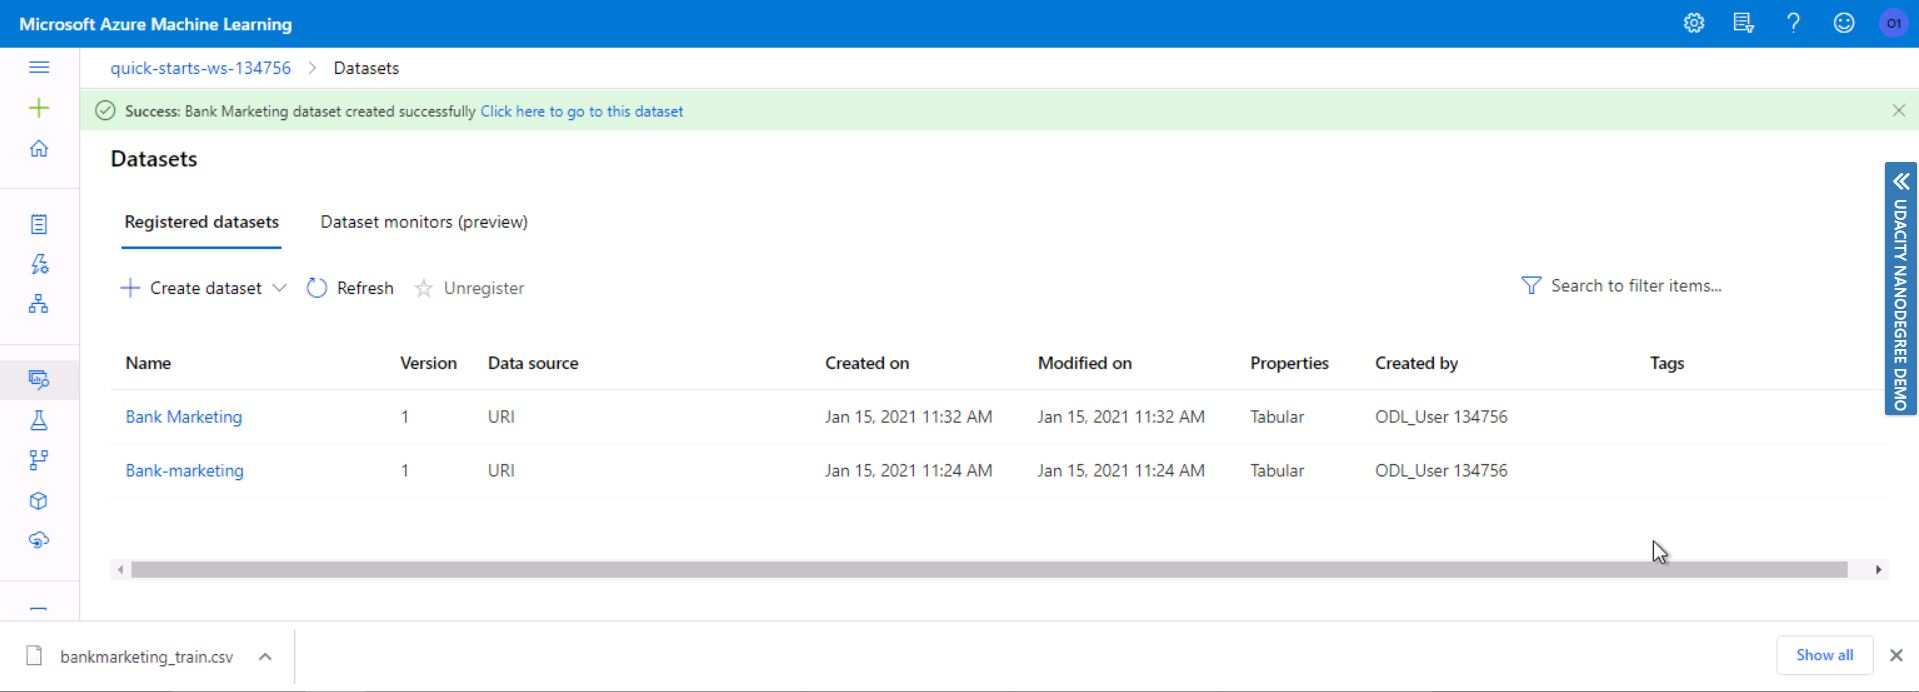 Microsoft Azure Machine Learning
? O1
quick-starts-ws-134756 > Datasets
Success: Bank Marketing dataset created successfully Click here to go to this dataset
Datasets
Registered datasets Dataset monitors (preview)
Create dataset Refresh Unregister Search to filter items...
Name Version Data source Created on Modified on Properties Created by Tags
Bank Marketing 1 URI Jan 15, 2021 11:32 AM Jan 15, 2021 11:32 AM Tabular ODL_User 134756
Bank-marketing 1 URI Jan 15, 2021 11:24 AM Jan 15, 2021 11:24 AM Tabular ODL_User 134756
UDACITY NANODEGREE DEMO
bankmarketing_train.csv Show all